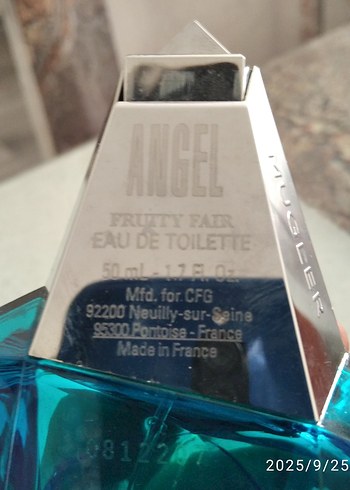 ANGEL
FRUITY FAIR
EAU DE TOILETTE
50 mL - 1.7 Fl. Oz.
Mfd. for CFG
92200 Neuilly-sur-Seine
95300 Pontoise - France
Made in France
MUGLER
2025/9/25